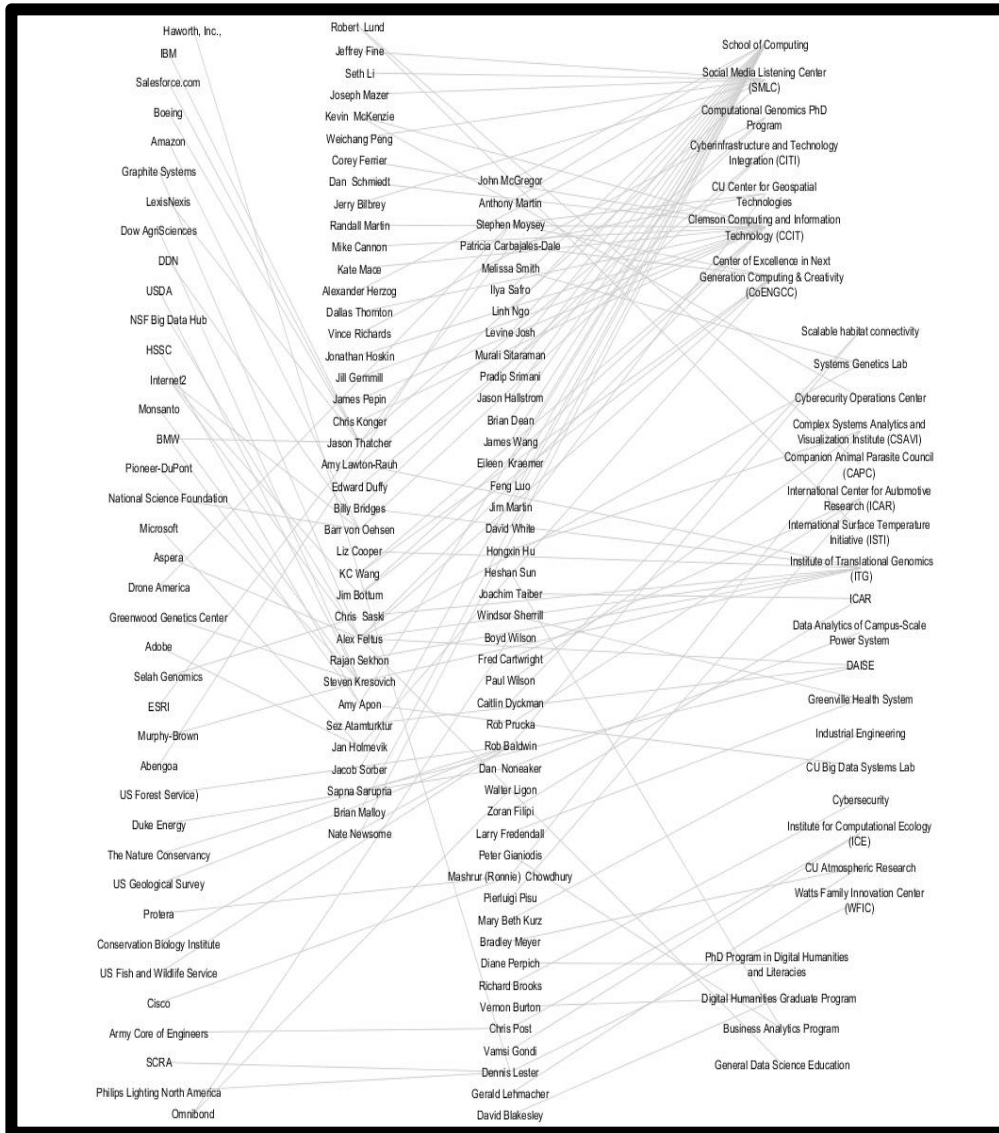 Haworth, Inc.,
IBM
Salesforce.com
Boeing
Amazon
Graphite Systems
LexisNexis
Dow AgriSciences
DDN
USDA
NSF Big Data Hub
HSSC
Internet2
Monsanto
BMW
Pioneer-DuPont
National Science Foundation
Microsoft
Aspera
Drone America
Greenwood Genetics Center
Adobe
Selah Genomics
ESRI
Murphy-Brown
Abengoa
US Forest Service)
Duke Energy
The Nature Conservancy
US Geological Survey
Protera
Conservation Biology Institute
US Fish and Wildlife Service
Cisco
Army Core of Engineers
SCRA
Philips Lighting North America
Omnibond
Robert Lund
Jeffrey Fine
Seth Li
Joseph Mazer
Kevin McKenzie
Weichang Peng
Corey Ferrier
Dan Schmiedt
Jerry Bilbrey
Randall Martin
Mike Cannon
Kate Mace
Alexander Herzog
Dallas Thornton
Vince Richards
Jonathan Hoskin
Jill Gemmill
James Pepin
Chris Konger
Jason Thatcher
Amy Lawton-Rauh
Edward Duffy
Billy Bridges
Barr von Oehsen
Liz Cooper
KC Wang
Jim Bottum
Chris Saski
Alex Feltus
Rajan Sekhon
Steven Kresovich
Amy Apon
Sez Atamturktur
Jan Holmevik
Jacob Sorber
Sapna Sarupria
Brian Malloy
Nate Newsome
John McGregor
Anthony Martin
Stephen Moysey
Patricia Carbajales-Dale
Melissa Smith
Ilya Safro
Linh Ngo
Levine Josh
Murali Sitaraman
Pradip Srimani
Jason Hallstrom
Brian Dean
James Wang
Eileen Kraemer
Feng Luo
Jim Martin
David White
Hongxin Hu
Heshan Sun
Joachim Taiber
Windsor Sherrill
Boyd Wilson
Fred Cartwright
Paul Wilson
Caitlin Dyckman
Rob Prucka
Rob Baldwin
Dan Noneaker
Walter Ligon
Zoran Filipi
Larry Fredendall
Peter Gianiodis
Mashrur (Ronnie) Chowdhury
Pierluigi Pisu
Mary Beth Kurz
Bradley Meyer
Diane Perpich
Richard Brooks
Vernon Burton
Chris Post
Vamsi Gondi
Dennis Lester
Gerald Lehmacher
David Blakesley
School of Computing
Social Media Listening Center
(SMLC)
Computational Genomics PhD
Program
Cyberinfrastructure and Technology
Integration (CITI)
CU Center for Geospatial
Technologies
Clemson Computing and Information
Technology (CCIT)
Center of Excellence in Next
Generation Computing & Creativity
(CoENGCC)
Scalable habitat connectivity
Systems Genetics Lab
Cyberecurity Operations Center
Complex Systems Analytics and
Visualization Institute (CSAVI)
Companion Animal Parasite Council
(CAPC)
International Center for Automotive
Research (ICAR)
International Surface Temperature
Initiative (ISTI)
Institute of Translational Genomics
(ITG)
ICAR
Data Analytics of Campus-Scale
Power System
DAISE
Greenville Health System
Industrial Engineering
CU Big Data Systems Lab
Cybersecurity
Institute for Computational Ecology
(ICE)
CU Atmospheric Research
Watts Family Innovation Center
(WFIC)
PhD Program in Digital Humanities
and Literacies
Digital Humanities Graduate Program
Business Analytics Program
General Data Science Education